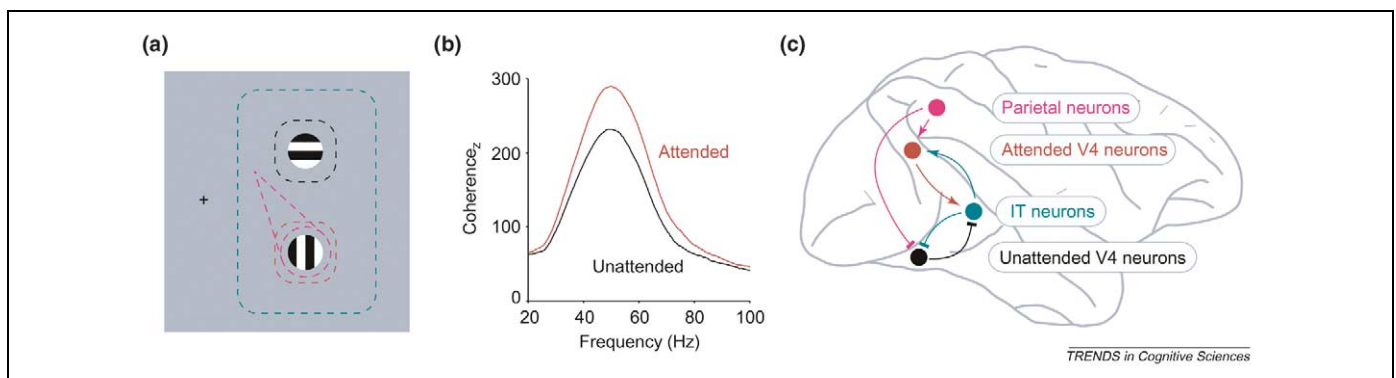 (a)
+
(b)
Coherencez
300
200
100
0
20 40 60 80 100
Frequency (Hz)
Attended
Unattended
(c)
Parietal neurons
Attended V4 neurons
IT neurons
Unattended V4 neurons
TRENDS in Cognitive Sciences